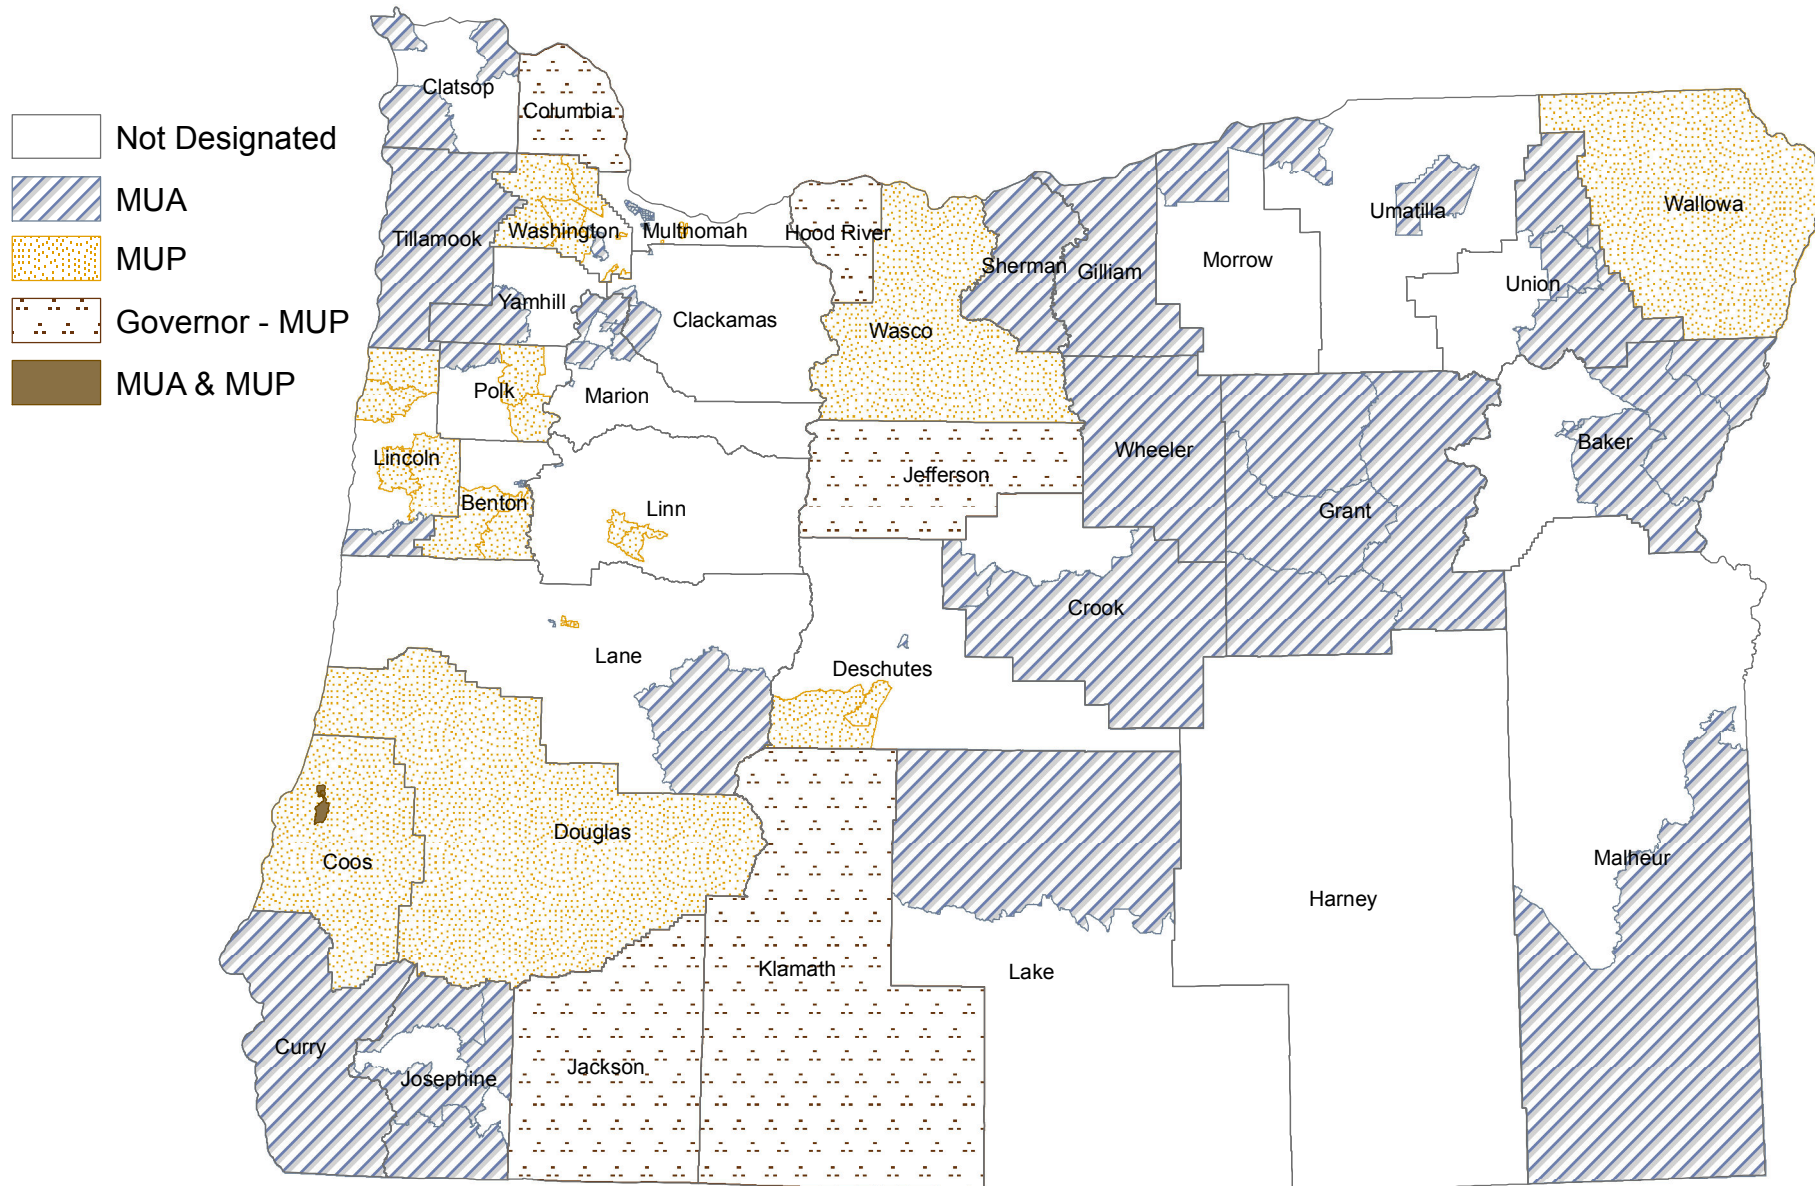 Not Designated
MUA
MUP
Governor - MUP
MUA & MUP
Clatsop
Columbia
Tillamook
Washington
Multnomah
Hood River
Sherman
Gilliam
Morrow
Umatilla
Wallowa
Union
Yamhill
Clackamas
Wasco
Polk
Marion
Lincoln
Benton
Linn
Jefferson
Wheeler
Grant
Baker
Crook
Lane
Deschutes
Douglas
Coos
Malheur
Harney
Klamath
Lake
Curry
Josephine
Jackson